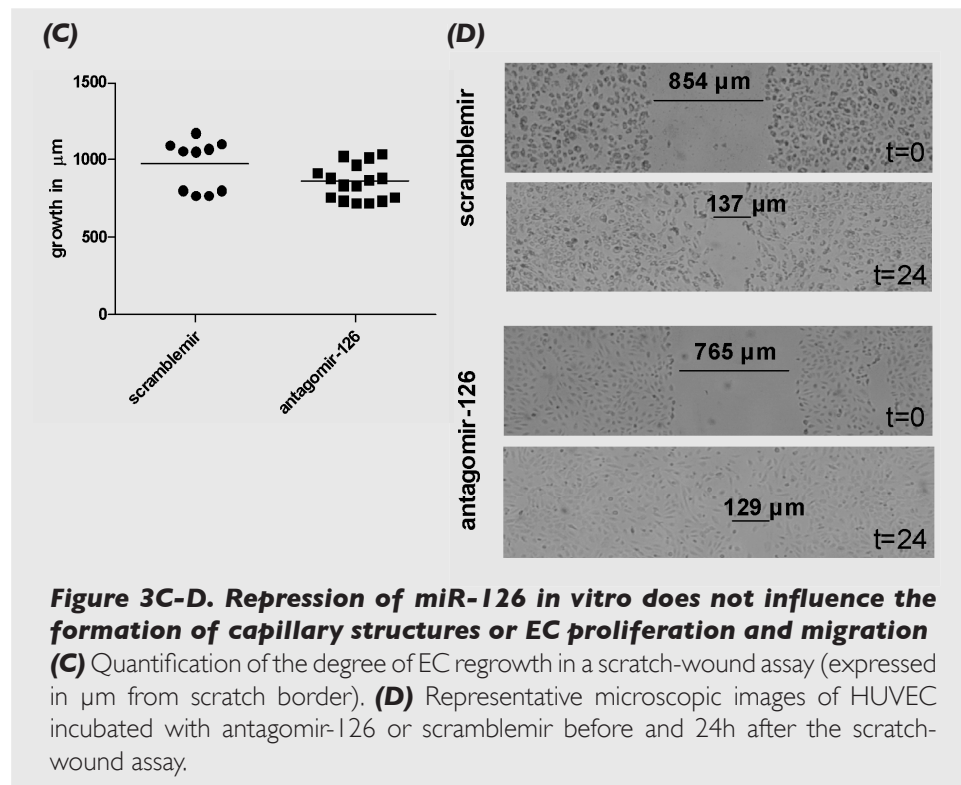 (C)
1500
1000
500
0
growth in µm
scramblemir
antagomir-126
(D)
scramblemir
854 µm
t=0
137 µm
t=24
antagomir-126
765 µm
t=0
129 µm
t=24
Figure 3C-D. Repression of miR-126 in vitro does not influence the
formation of capillary structures or EC proliferation and migration
(C) Quantification of the degree of EC regrowth in a scratch-wound assay (expressed
in µm from scratch border). (D) Representative microscopic images of HUVEC
incubated with antagomir-126 or scramblemir before and 24h after the scratch-
wound assay.